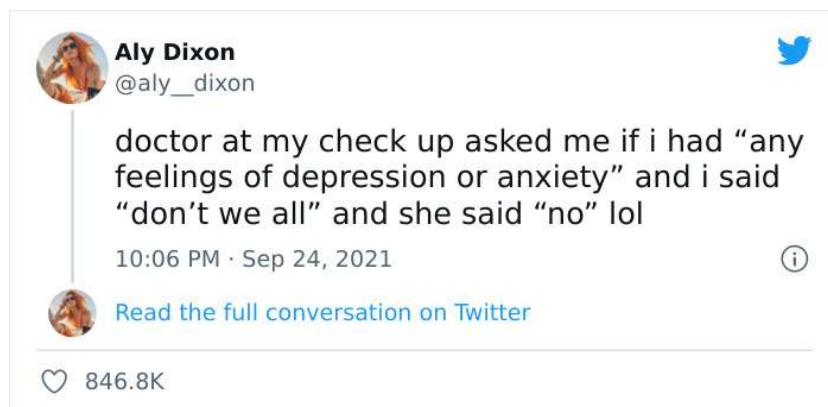 Aly Dixon
@aly__dixon
doctor at my check up asked me if i had “any
feelings of depression or anxiety” and i said
“don’t we all” and she said “no” lol
10:06 PM · Sep 24, 2021
Read the full conversation on Twitter
846.8K